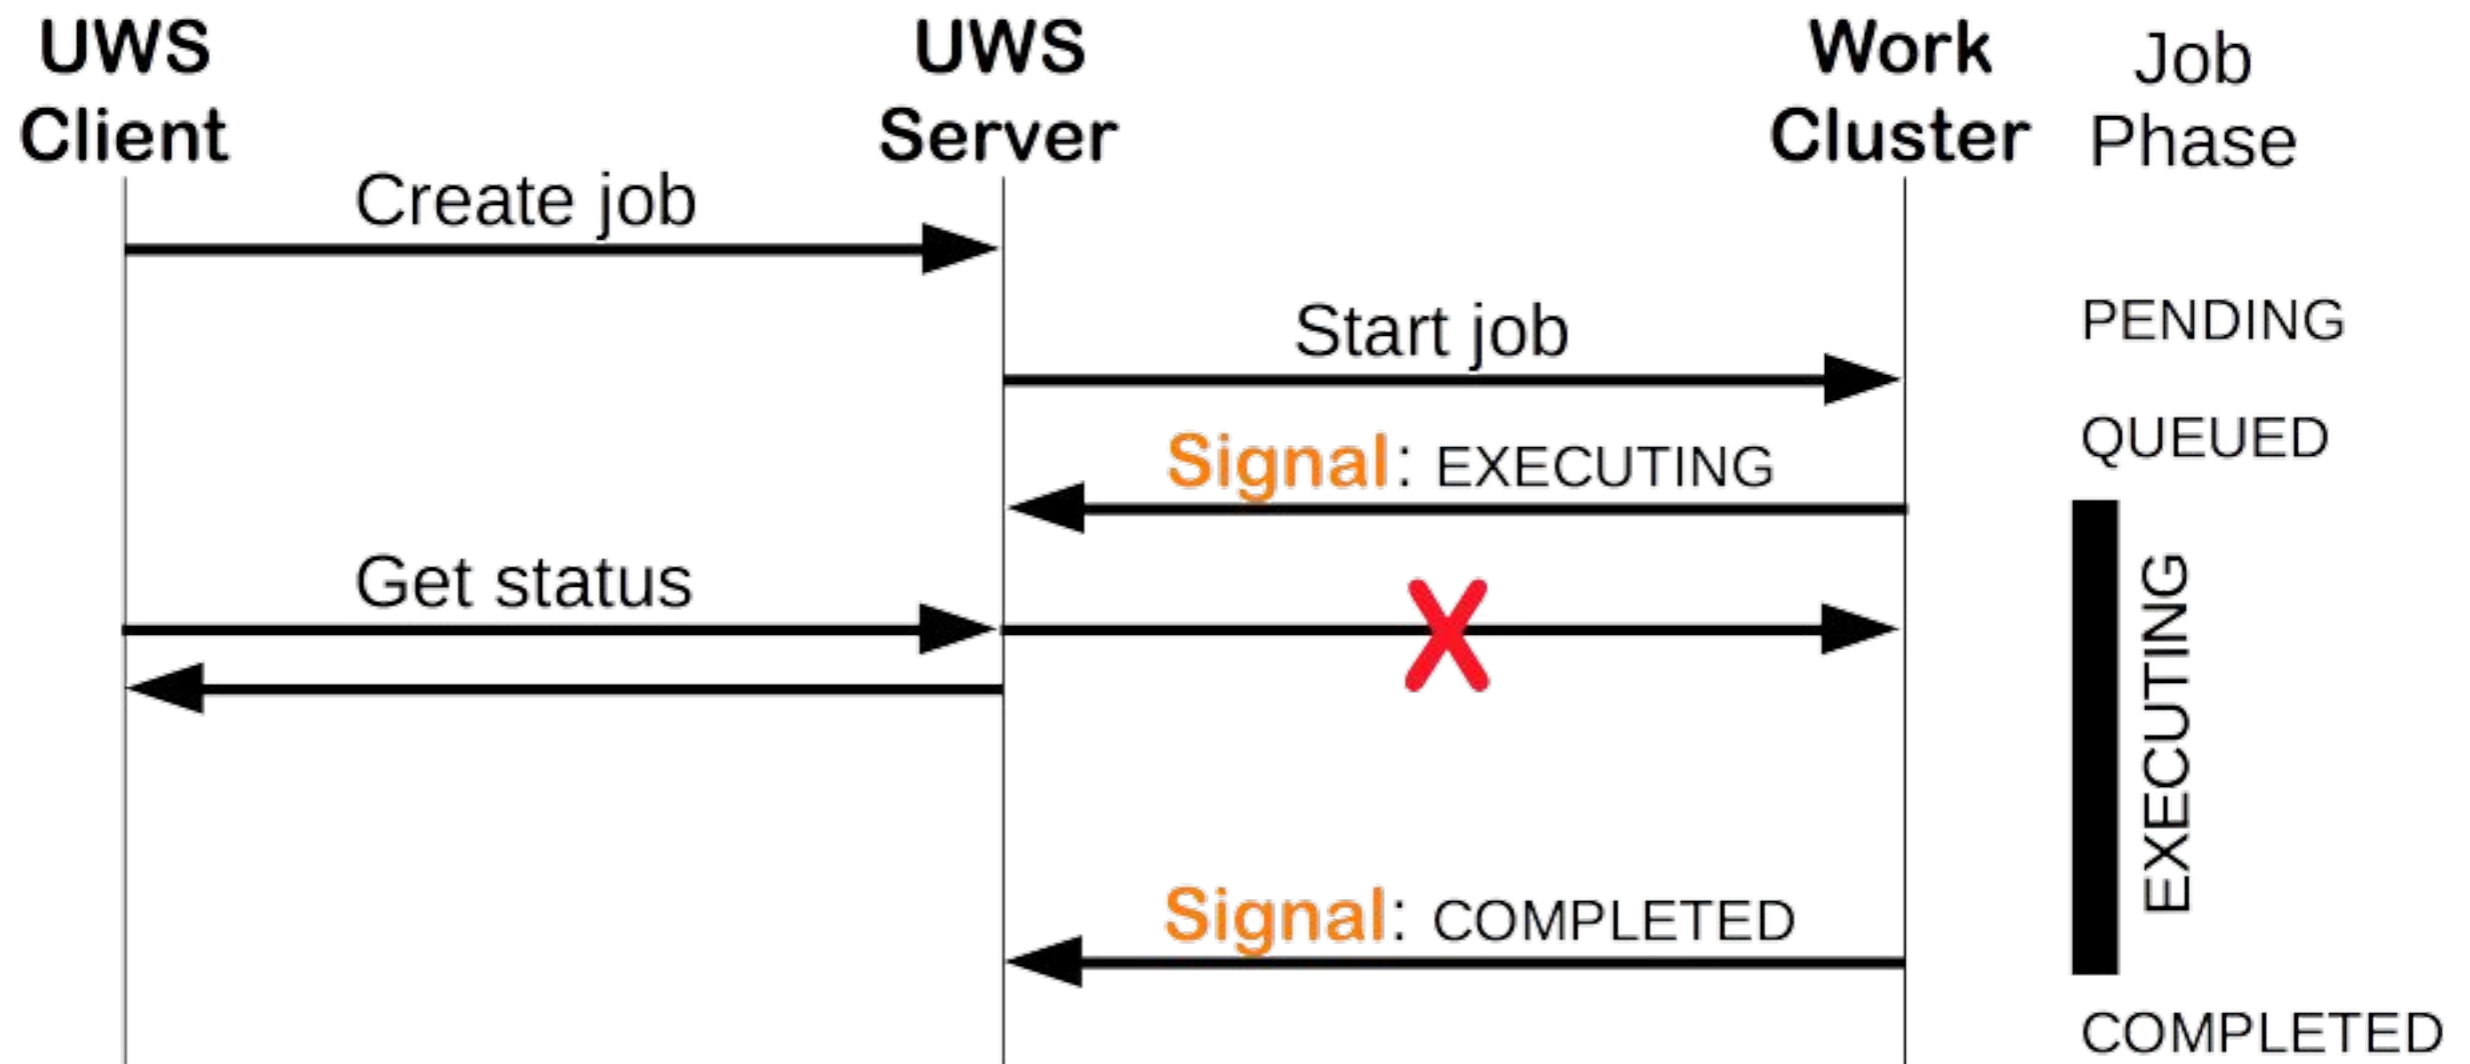 UWS
Client
UWS
Server
Work
Cluster
Job
Phase
Create job
PENDING
Start job
QUEUED
Signal: EXECUTING
Get status
EXECUTING
Signal: COMPLETED
COMPLETED